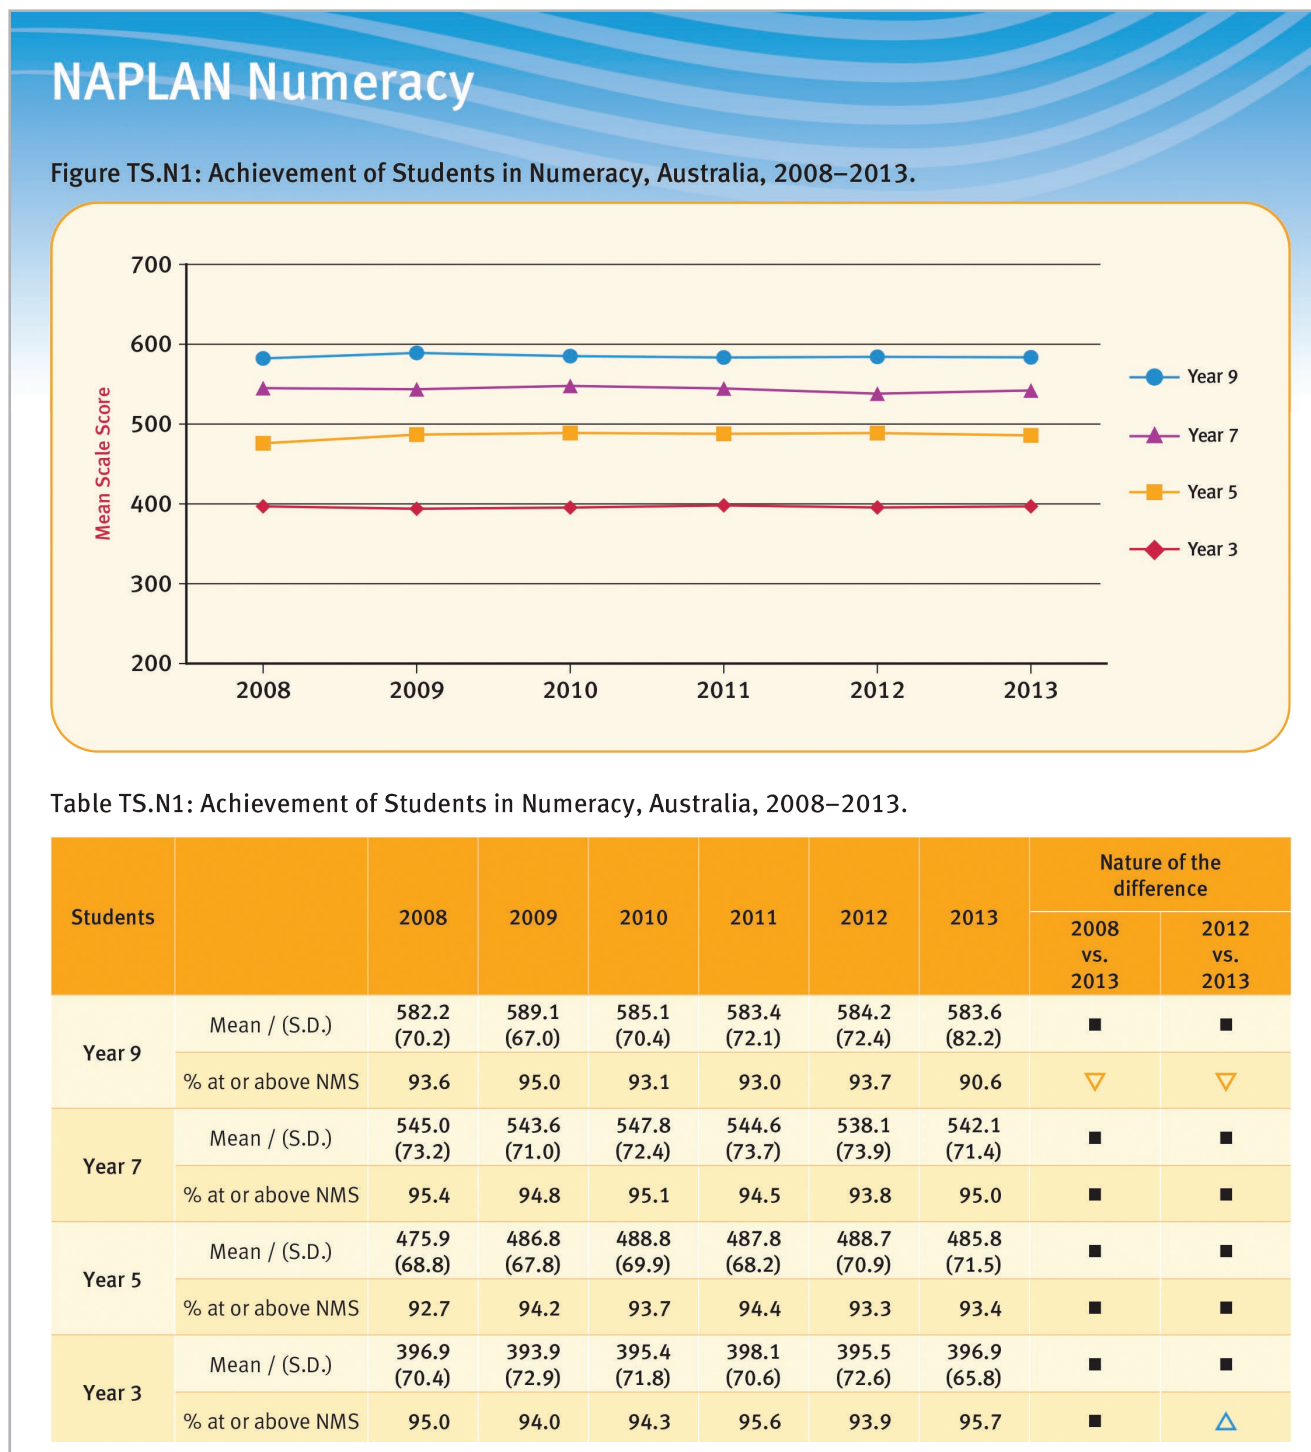 NAPLAN Numeracy
Figure TS.N1: Achievement of Students in Numeracy, Australia, 2008–2013.
700
600
500
400
300
200
Mean Scale Score
2008 2009 2010 2011 2012 2013
Year 9
Year 7
Year 5
Year 3
Table TS.N1: Achievement of Students in Numeracy, Australia, 2008–2013.
Students 2008 2009 2010 2011 2012 2013 Nature of the difference
2008 vs. 2013 2012 vs. 2013
Year 9
Mean / (S.D.) 582.2 589.1 585.1 583.4 584.2 583.6 ■ ■
(70.2) (67.0) (70.4) (72.1) (72.4) (82.2)
% at or above NMS 93.6 95.0 93.1 93.0 93.7 90.6 ▽ ▽
Year 7
Mean / (S.D.) 545.0 543.6 547.8 544.6 538.1 542.1 ■ ■
(73.2) (71.0) (72.4) (73.7) (73.9) (71.4)
% at or above NMS 95.4 94.8 95.1 94.5 93.8 95.0 ■ ■
Year 5
Mean / (S.D.) 475.9 486.8 488.8 487.8 488.7 485.8 ■ ■
(68.8) (67.8) (69.9) (68.2) (70.9) (71.5)
% at or above NMS 92.7 94.2 93.7 94.4 93.3 93.4 ■ ■
Year 3
Mean / (S.D.) 396.9 393.9 395.4 398.1 395.5 396.9 ■ ■
(70.4) (72.9) (71.8) (70.6) (72.6) (65.8)
% at or above NMS 95.0 94.0 94.3 95.6 93.9 95.7 ■ △